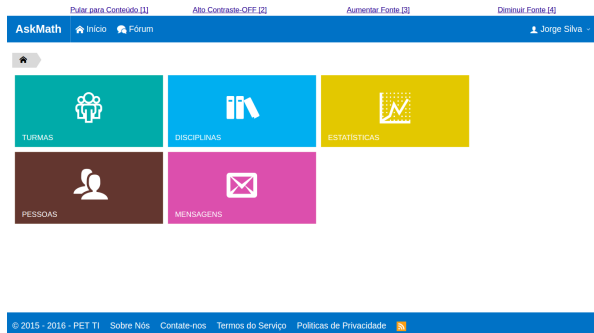 Pular para Conteúdo [1] Alto Contraste-OFF [2] Aumentar Fonte [3] Diminuir Fonte [4]
AskMath Início Fórum Jorge Silva
TURMAS DISCIPLINAS ESTATÍSTICAS
PESSOAS MENSAGENS
© 2015 - 2016 - PET TI Sobre Nós Contate-nos Termos do Serviço Politicas de Privacidade